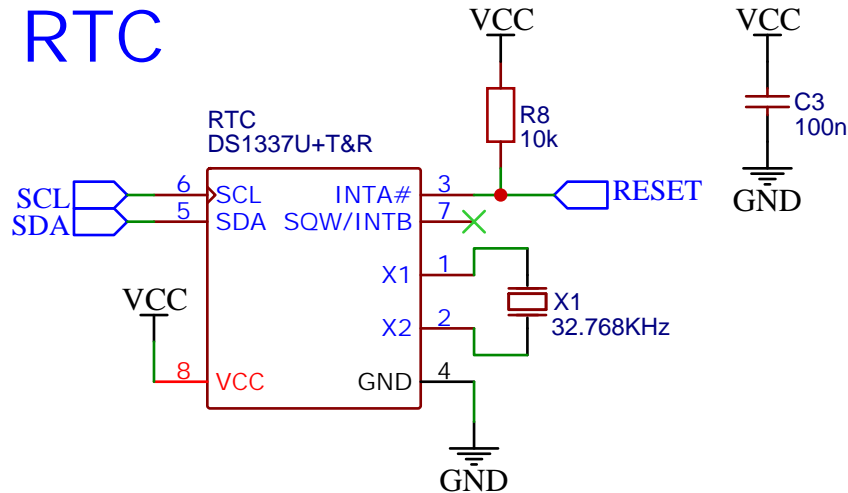 RTC
VCC
VCC
R8
10k
C3
100n
GND
RTC
DS1337U+T&R
SCL 6 SCL INTA# 3 RESET
SDA 5 SDA SQW/INTB 7
X1 1
X1
32.768KHz
X2 2
VCC
8 VCC GND 4
GND